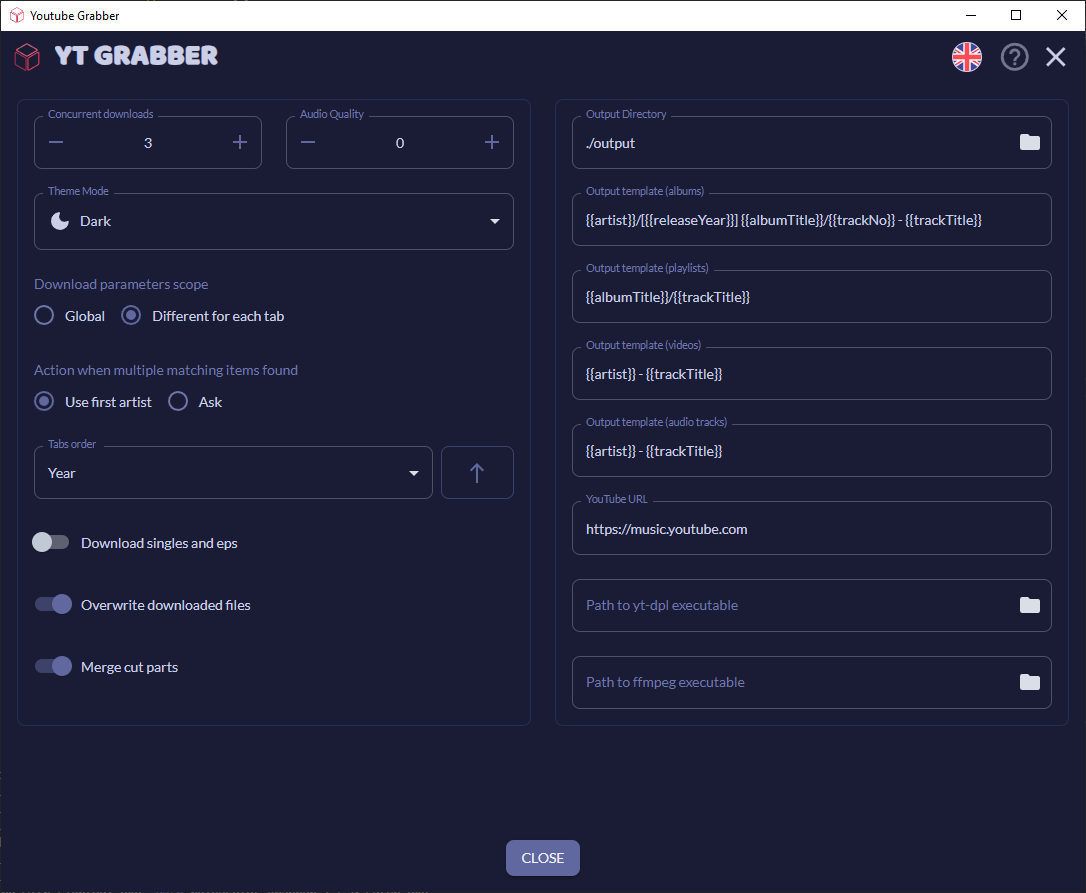 Youtube Grabber
YT GRABBER
Concurrent downloads
3
Audio Quality
0
Theme Mode
Dark
Download parameters scope
Global
Different for each tab
Action when multiple matching items found
Use first artist
Ask
Tabs order
Year
Download singles and eps
Overwrite downloaded files
Merge cut parts
Output Directory
./output
Output template (albums)
{{artist}}/[{{releaseYear}}] {{albumTitle}}/{{trackNo}} - {{trackTitle}}
Output template (playlists)
{{albumTitle}}/{{trackTitle}}
Output template (videos)
{{artist}} - {{trackTitle}}
Output template (audio tracks)
{{artist}} - {{trackTitle}}
YouTube URL
https://music.youtube.com
Path to yt-dpl executable
Path to ffmpeg executable
CLOSE